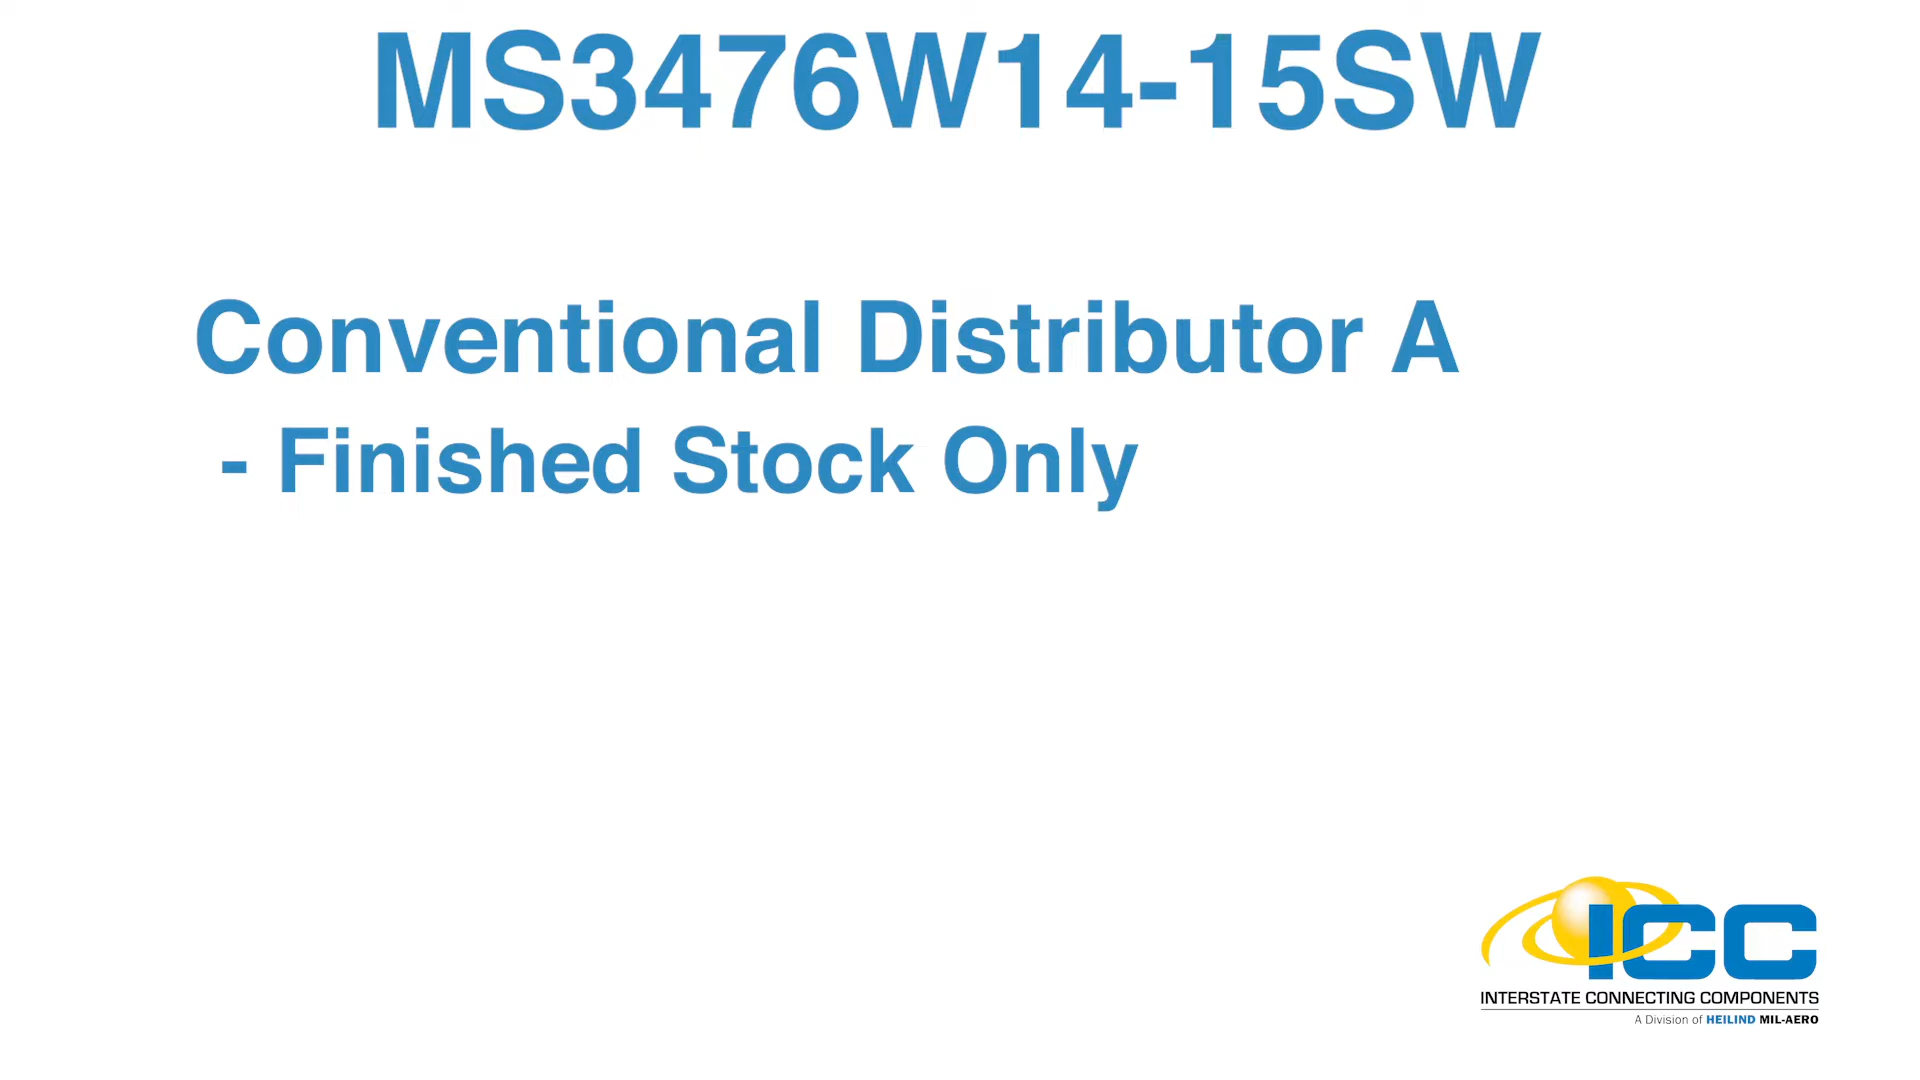 MS3476W14-15SW
Conventional Distributor A
- Finished Stock Only
ICC
INTERSTATE CONNECTING COMPONENTS
A Division of HEILIND MIL-AERO